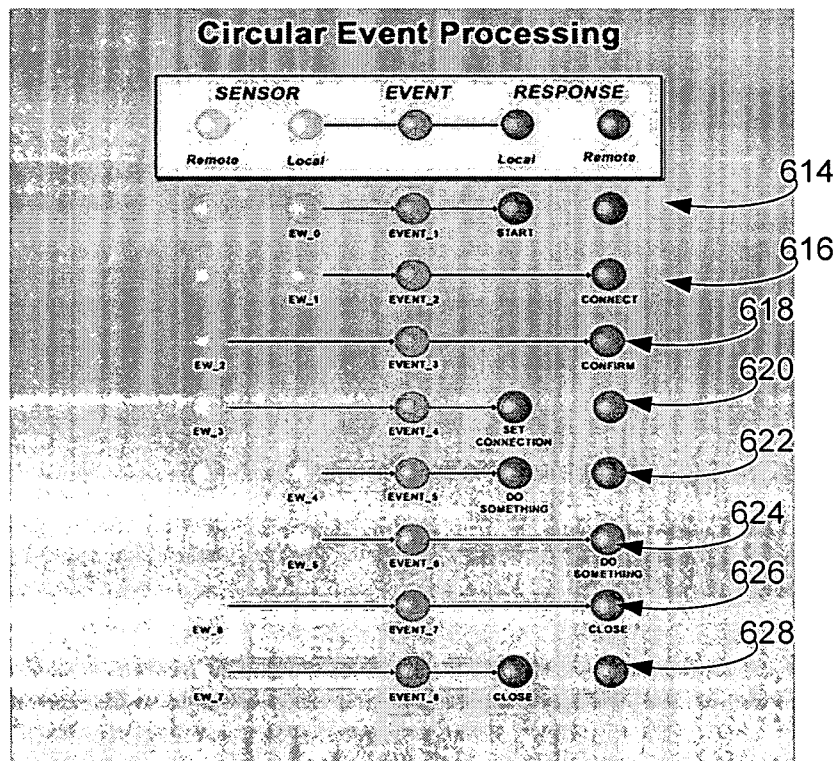 Circular Event Processing
SENSOR EVENT RESPONSE
Remote Local Local Remote
614
EW_0 EVENT_1 START
616
EW_1 EVENT_2 CONNECT
618
EW_2 EVENT_3 CONFIRM
620
EW_3 EVENT_4 SET CONNECTION
622
EW_4 EVENT_5 DO SOMETHING
624
EW_5 EVENT_6 DO SOMETHING
626
EW_6 EVENT_7 CLOSE
628
EW_7 EVENT_8 CLOSE